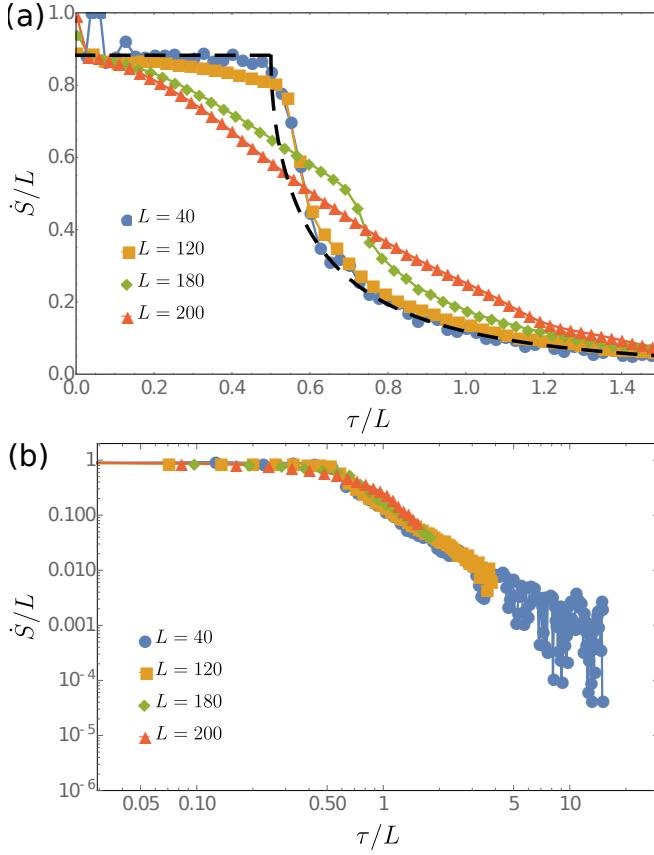 (a)
Ṡ/L
1.0
0.8
0.6
0.4
0.2
0.0
L = 40
L = 120
L = 180
L = 200
0.0 0.2 0.4 0.6 0.8 1.0 1.2 1.4
τ/L
(b)
Ṡ/L
1
0.100
0.010
0.001
10⁻⁴
10⁻⁵
10⁻⁶
L = 40
L = 120
L = 180
L = 200
0.05 0.10 0.50 1 5 10
τ/L